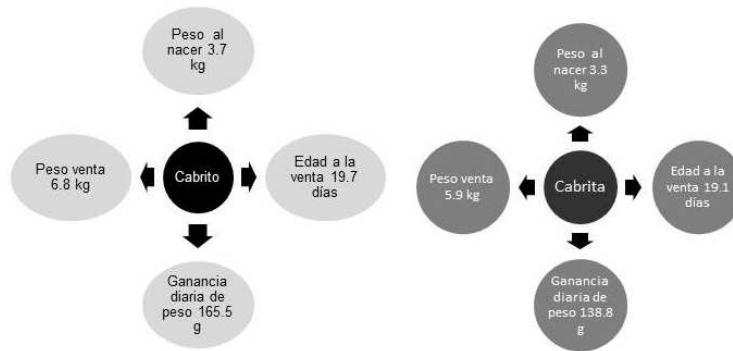 Peso al
nacer 3.7
kg
Peso venta
6.8 kg
Cabrito
Edad a la
venta 19.7
días
Ganancia
diaria de
peso 165.5
g
Peso al
nacer 3.3
kg
Peso venta
5.9 kg
Cabrita
Edad a la
venta 19.1
días
Ganancia
diaria de
peso 138.8
g